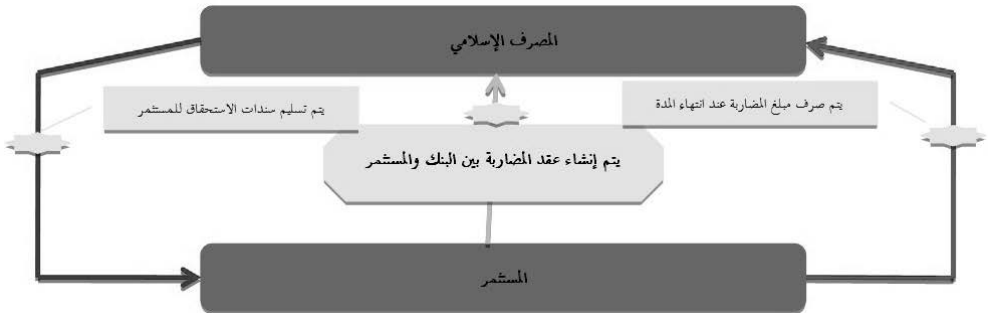 المصرف الإسلامي
يتم صرف مبلغ المضاربة عند انتهاء المدة
يتم تسليم سندات الاستحقاق للمستثمر
يتم إنشاء عقد المضاربة بين البنك والمستثمر
المستثمر